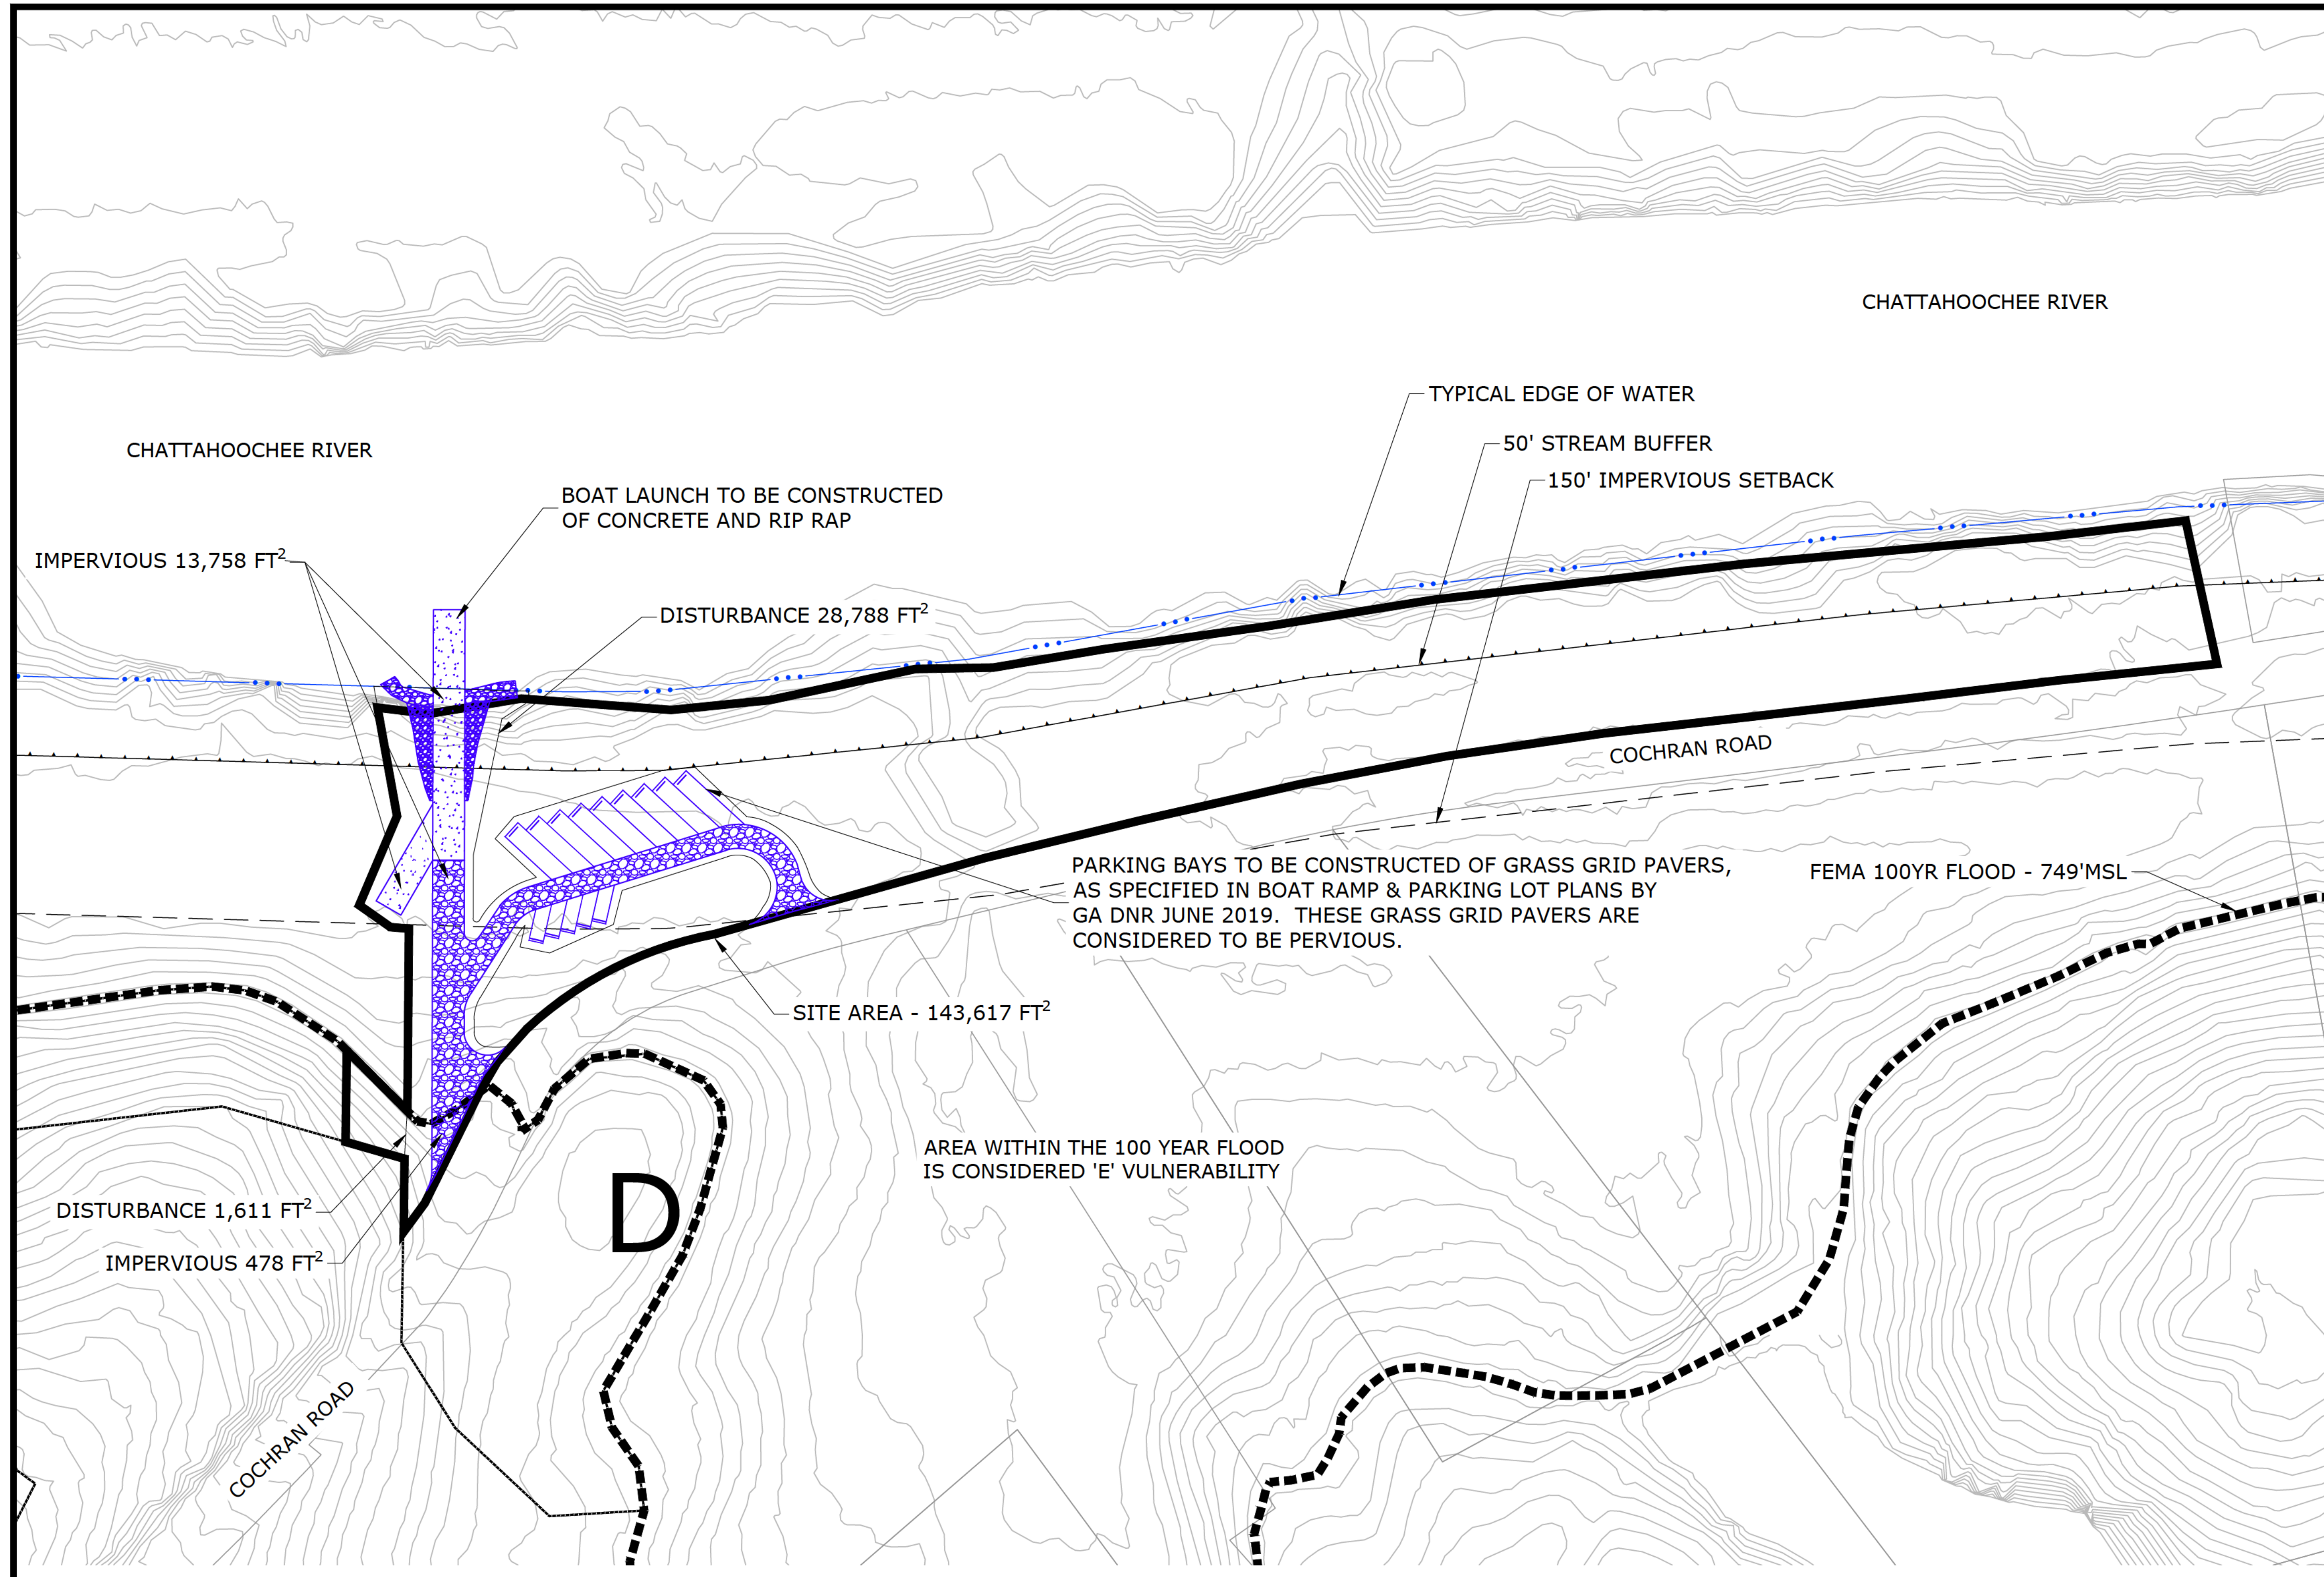 CHATTAHOOCHEE RIVER
TYPICAL EDGE OF WATER
50' STREAM BUFFER
CHATTAHOOCHEE RIVER
150' IMPERVIOUS SETBACK
BOAT LAUNCH TO BE CONSTRUCTED
OF CONCRETE AND RIP RAP
IMPERVIOUS 13,758 FT²
DISTURBANCE 28,788 FT²
COCHRAN ROAD
PARKING BAYS TO BE CONSTRUCTED OF GRASS GRID PAVERS,
AS SPECIFIED IN BOAT RAMP & PARKING LOT PLANS BY
GA DNR JUNE 2019. THESE GRASS GRID PAVERS ARE
CONSIDERED TO BE PERVIOUS.
FEMA 100YR FLOOD - 749'MSL
SITE AREA - 143,617 FT²
AREA WITHIN THE 100 YEAR FLOOD
IS CONSIDERED 'E' VULNERABILITY
DISTURBANCE 1,611 FT²
D
IMPERVIOUS 478 FT²
COCHRAN ROAD